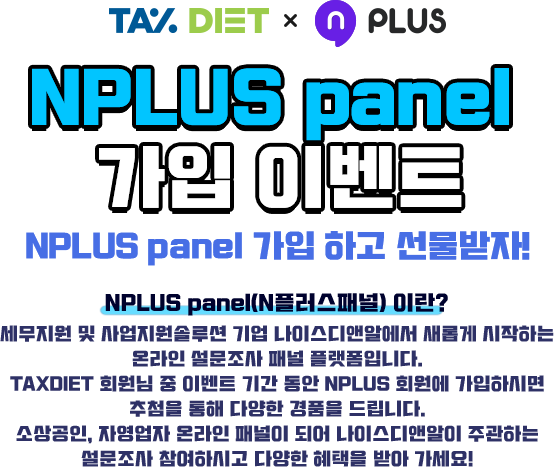 TAX DIET × n PLUS
NPLUS panel
가입 이벤트
NPLUS panel 가입 하고 선물받자!
NPLUS panel(N플러스패널) 이란?
세무지원 및 사업지원솔루션 기업 나이스디앤알에서 새롭게 시작하는
온라인 설문조사 패널 플랫폼입니다.
TAXDIET 회원님 중 이벤트 기간 동안 NPLUS 회원에 가입하시면
추첨을 통해 다양한 경품을 드립니다.
소상공인, 자영업자 온라인 패널이 되어 나이스디앤알이 주관하는
설문조사 참여하시고 다양한 혜택을 받아 가세요!